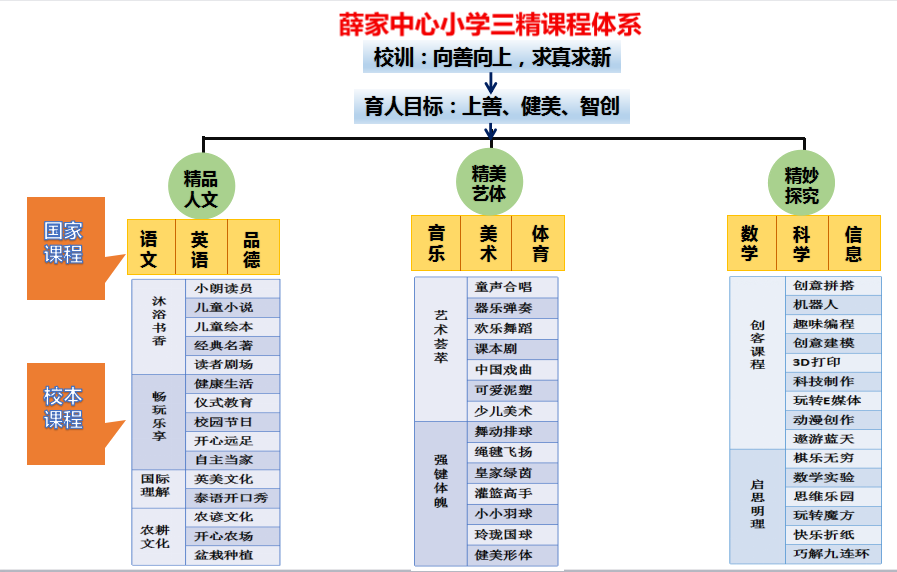 薛家中心小学三精课程体系
校训：向善向上，求真求新
育人目标：上善、健美、智创
精品
人文
精美
艺体
精妙
探究
国家
课程
语文
英语
品德
音乐
美术
体育
数学
科学
信息
校本
课程
沐浴书香
小朗读员
儿童小说
儿童绘本
经典名著
读者剧场
畅玩乐享
健康生活
仪式教育
校园节日
开心远足
自主当家
国际
理解
英美文化
泰语开口秀
农耕
文化
农谚文化
开心农场
盆栽种植
艺术荟萃
童声合唱
器乐弹奏
欢乐舞蹈
课本剧
中国戏曲
可爱泥塑
少儿美术
强键体魄
舞动排球
绳毽飞扬
皇家绿茵
灌篮高手
小小羽球
玲珑国球
健美形体
创客课程
创意拼搭
机器人
趣味编程
创意建模
3D打印
科技制作
玩转E媒体
动漫创作
遨游蓝天
启思明理
棋乐无穷
数学实验
思维乐园
玩转魔方
快乐折纸
巧解九连环